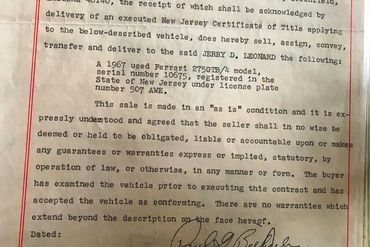 40140, the receipt of which shall be acknowledged by
delivery of an executed New Jersey Certificate of Title applying
to the below-described vehicle, does hereby sell, assign, convey,
transfer and deliver to the said JERRY D. LEONARD the following:
A 1967 used Ferrari 275GTB/4 model,
serial number 10675, registered in the
State of New Jersey under license plate
number 507 AWE.
This sale is made in an "as is" condition and it is ex-
pressly understood and agreed that the seller shall in no wise be
deemed or held to be obligated, liable or accountable upon or makes
any guarantees or warranties express or implied, statutory, by
operation of law, or otherwise, in any manner or form. The buyer
has examined the vehicle prior to executing this contract and has
accepted the vehicle as conforming. There are no warranties which
extend beyond the description on the face hereof.
Dated: